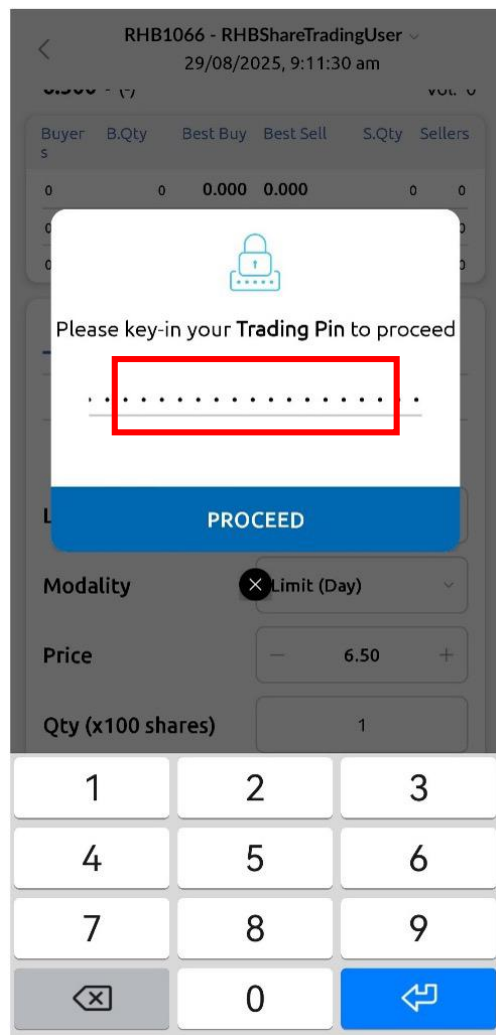 RHB1066 - RHBShareTradingUser
29/08/2025, 9:11:30 am
Buyers B.Qty Best Buy Best Sell S.Qty Sellers
0 0 0.000 0.000 0 0
Please key-in your Trading Pin to proceed
PROCEED
Modality Limit (Day)
Price − 6.50 +
Qty (x100 shares) 1
1 2 3
4 5 6
7 8 9
0